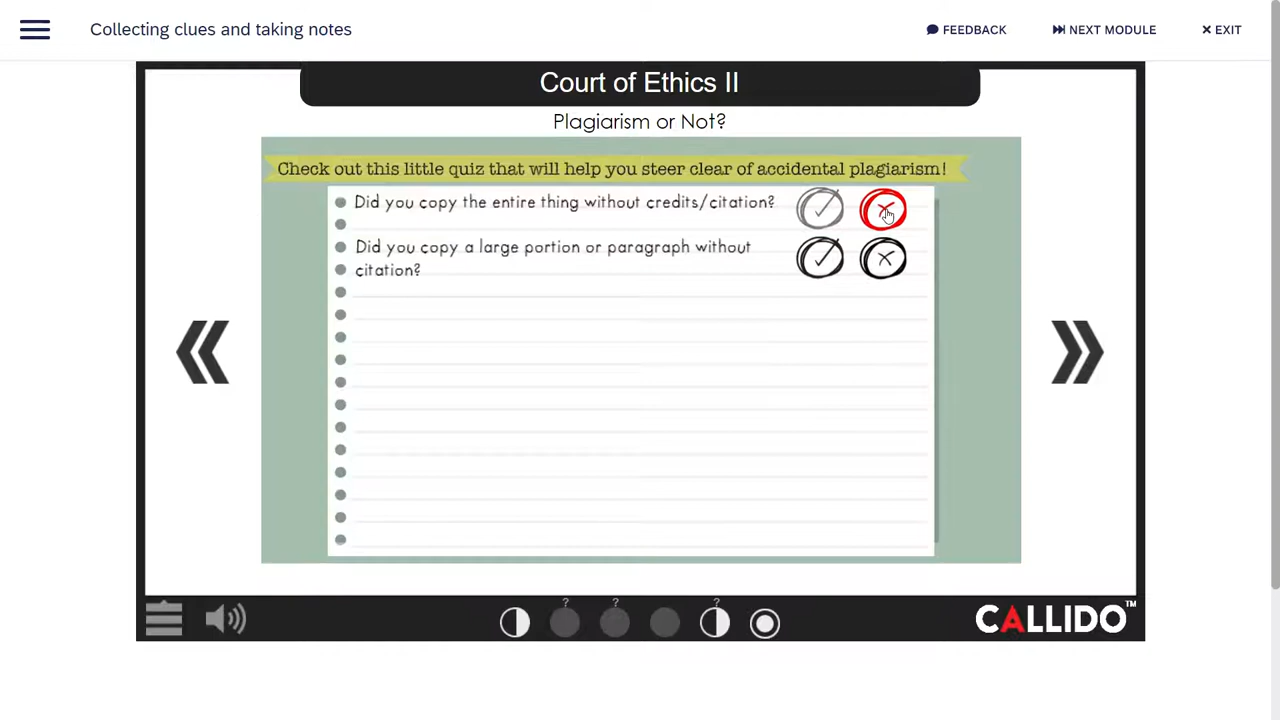 Collecting clues and taking notes
FEEDBACK
NEXT MODULE
EXIT
Court of Ethics II
Plagiarism or Not?
Check out this little quiz that will help you steer clear of accidental plagiarism!
Did you copy the entire thing without credits/citation?
Did you copy a large portion or paragraph without
citation?
? ? ?
CALLIDO™